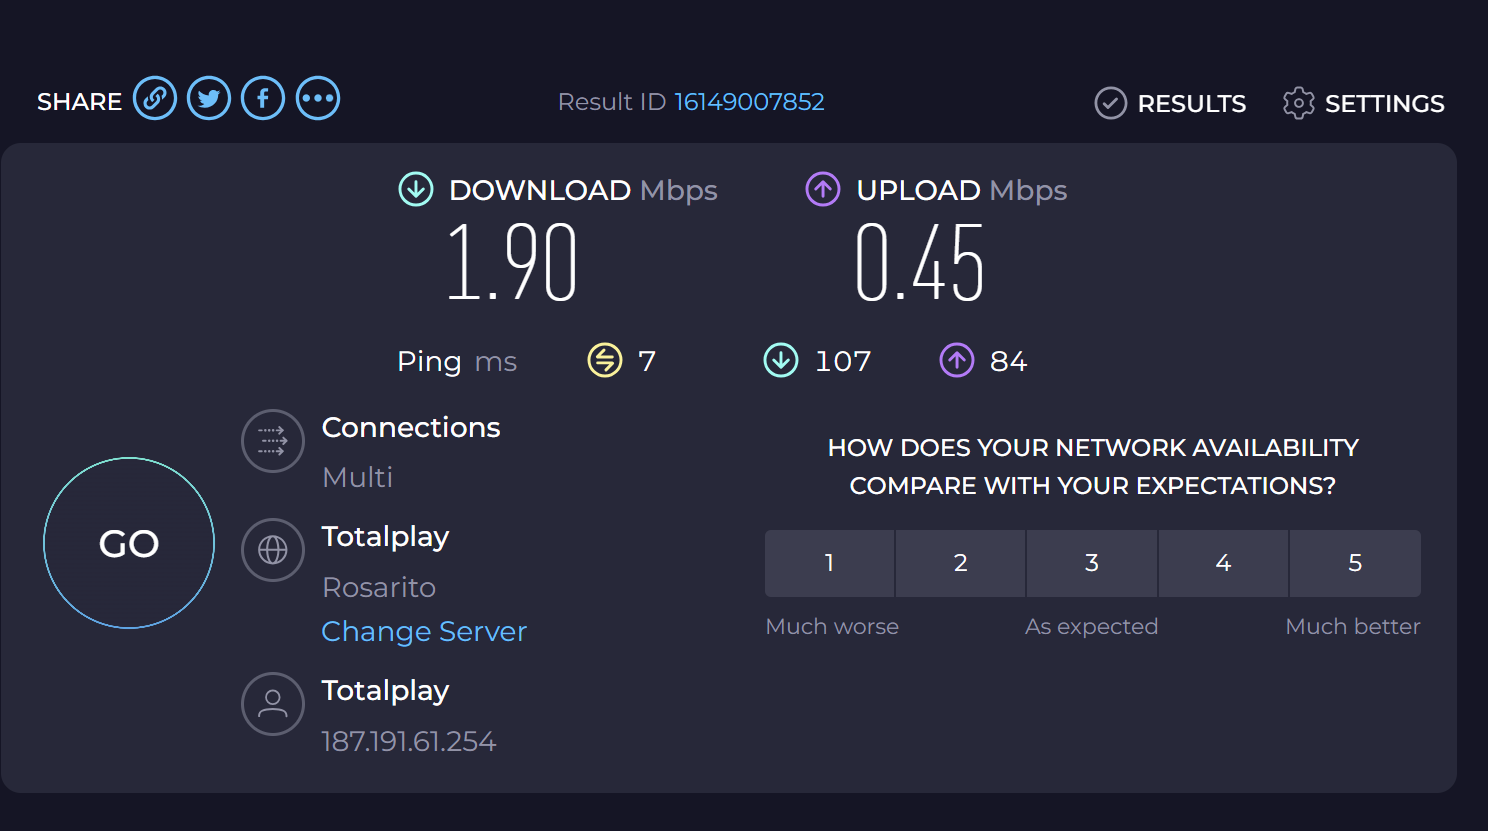 SHARE
Result ID 16149007852
RESULTS
SETTINGS
DOWNLOAD Mbps
1.90
UPLOAD Mbps
0.45
Ping ms 7 107 84
Connections
Multi
Totalplay
Rosarito
Change Server
Totalplay
187.191.61.254
GO
HOW DOES YOUR NETWORK AVAILABILITY
COMPARE WITH YOUR EXPECTATIONS?
1 2 3 4 5
Much worse As expected Much better